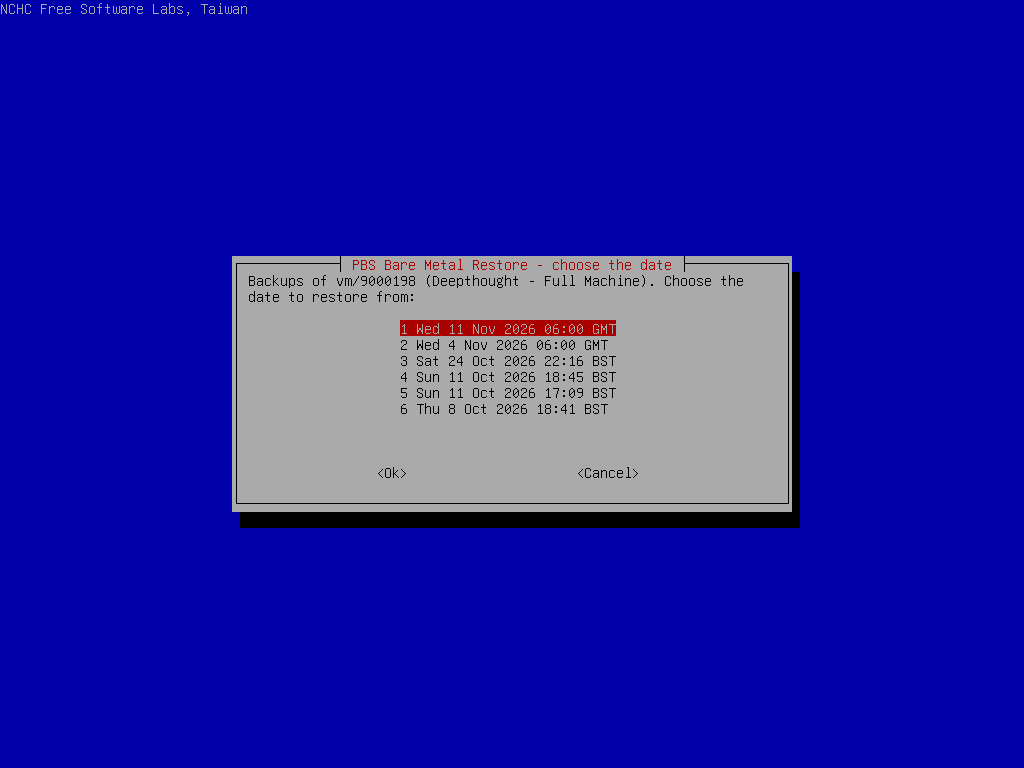 NCHC Free Software Labs, Taiwan
PBS Bare Metal Restore - choose the date
Backups of vm/9000198 (Deepthought - Full Machine). Choose the
date to restore from:
1 Wed 11 Nov 2026 06:00 GMT
2 Wed 4 Nov 2026 06:00 GMT
3 Sat 24 Oct 2026 22:16 BST
4 Sun 11 Oct 2026 18:45 BST
5 Sun 11 Oct 2026 17:09 BST
6 Thu 8 Oct 2026 18:41 BST
<Ok> <Cancel>